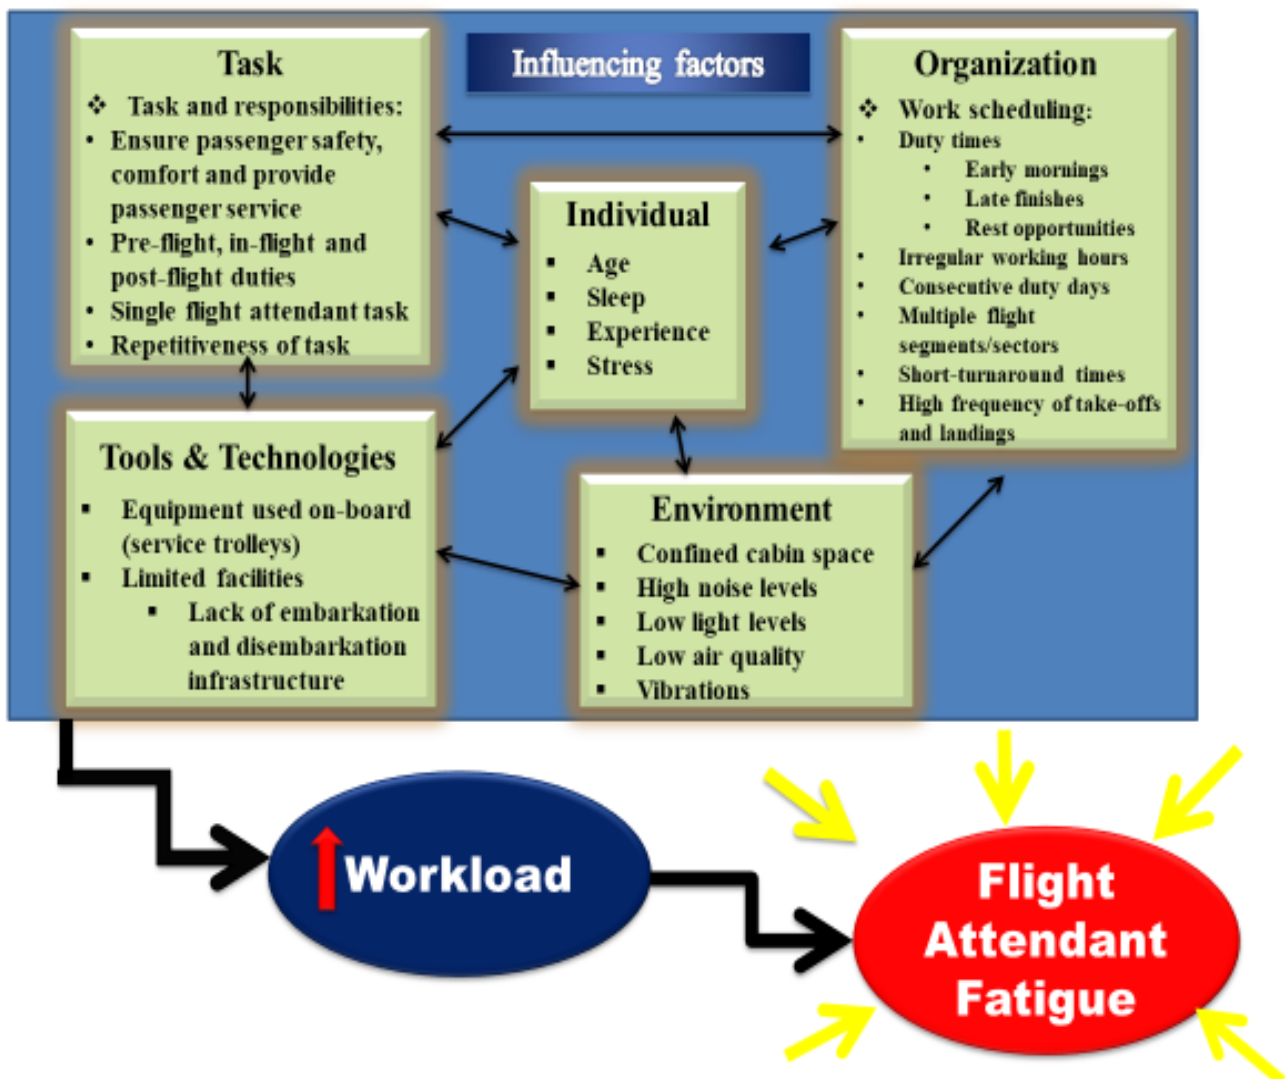 Influencing factors
Task
❖ Task and responsibilities:
• Ensure passenger safety,
comfort and provide
passenger service
• Pre-flight, in-flight and
post-flight duties
• Single flight attendant task
• Repetitiveness of task
Individual
▪ Age
▪ Sleep
▪ Experience
▪ Stress
Organization
❖ Work scheduling:
• Duty times
• Early mornings
• Late finishes
• Rest opportunities
• Irregular working hours
• Consecutive duty days
• Multiple flight
segments/sectors
• Short-turnaround times
• High frequency of take-offs
and landings
Tools & Technologies
▪ Equipment used on-board
(service trolleys)
▪ Limited facilities
▪ Lack of embarkation
and disembarkation
infrastructure
Environment
▪ Confined cabin space
▪ High noise levels
▪ Low light levels
▪ Low air quality
▪ Vibrations
Workload
Flight
Attendant
Fatigue